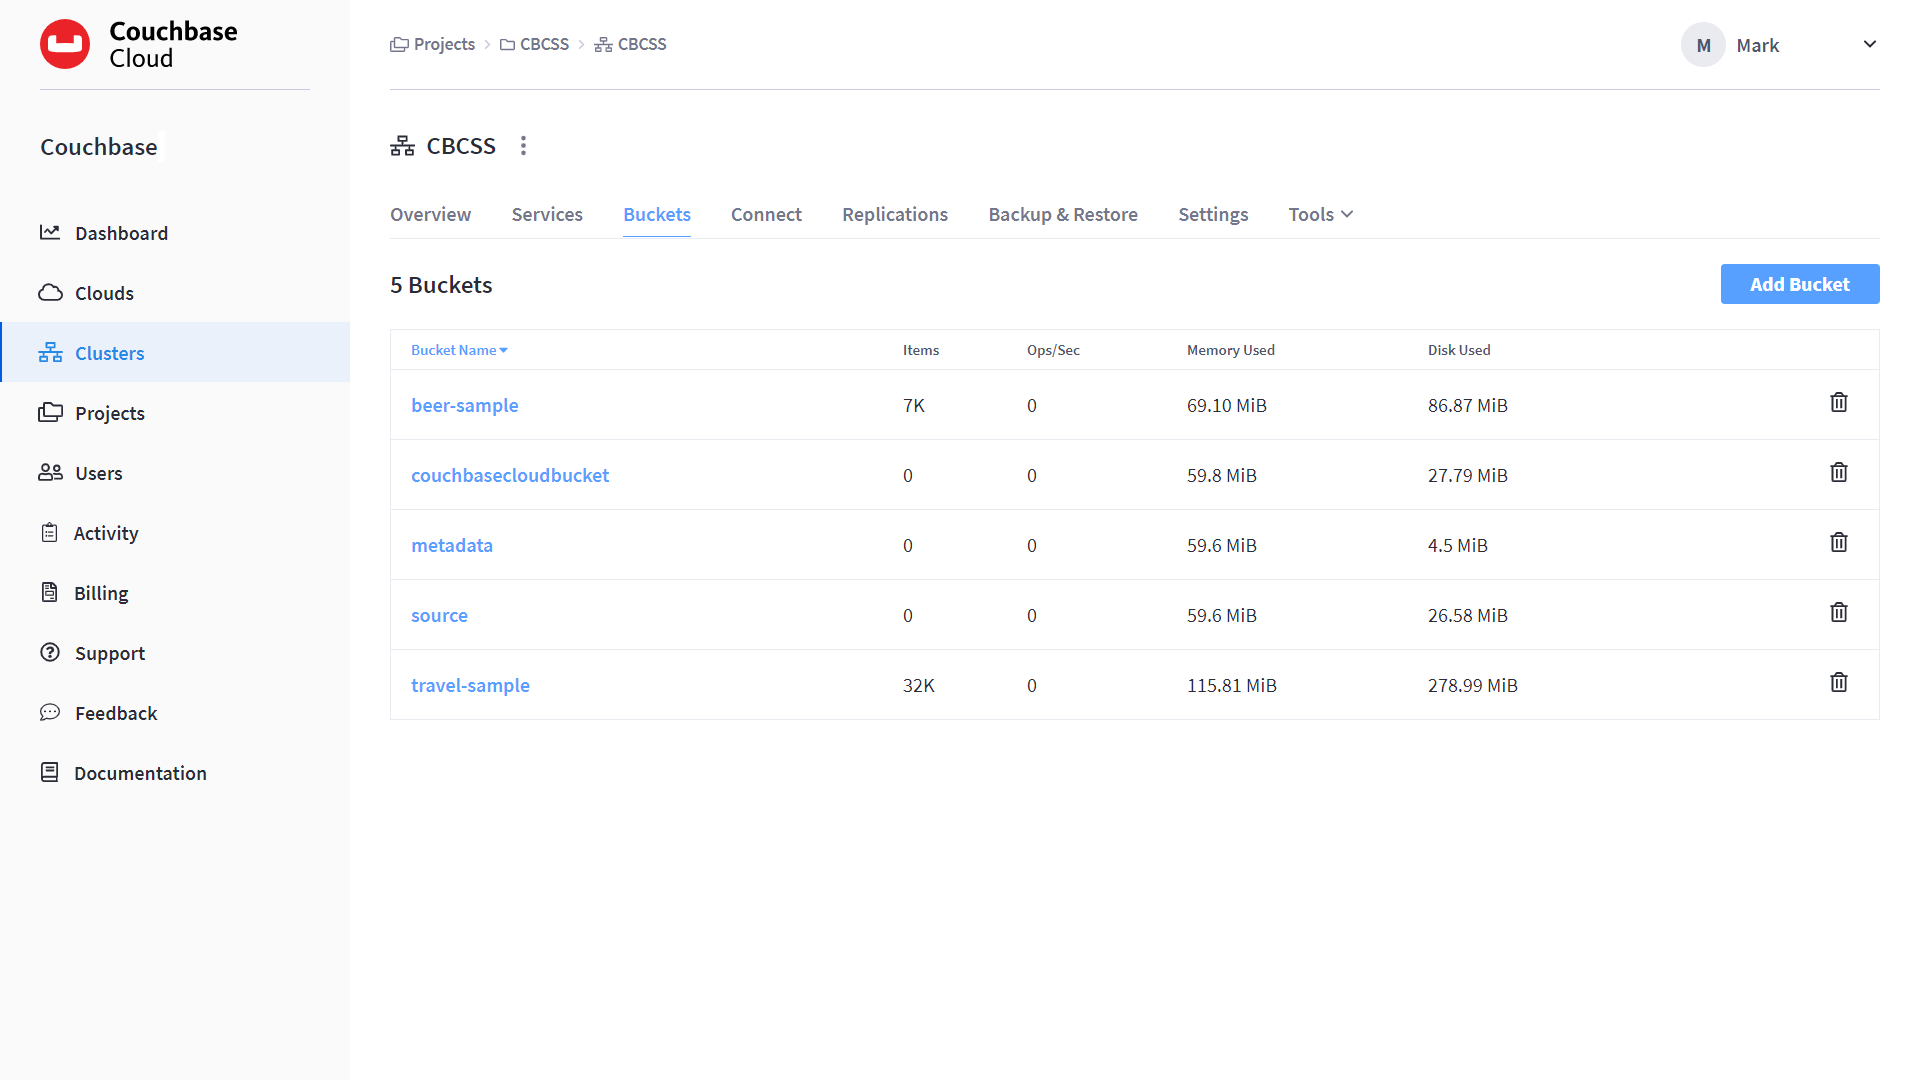 Couchbase
Cloud
Projects CBCSS CBCSS
M Mark
Couchbase
Dashboard
Clouds
Clusters
Projects
Users
Activity
Billing
Support
Feedback
Documentation
CBCSS
Overview Services Buckets Connect Replications Backup & Restore Settings Tools
5 Buckets
Add Bucket
Bucket Name Items Ops/Sec Memory Used Disk Used
beer-sample 7K 0 69.10 MiB 86.87 MiB
couchbasecloudbucket 0 0 59.8 MiB 27.79 MiB
metadata 0 0 59.6 MiB 4.5 MiB
source 0 0 59.6 MiB 26.58 MiB
travel-sample 32K 0 115.81 MiB 278.99 MiB